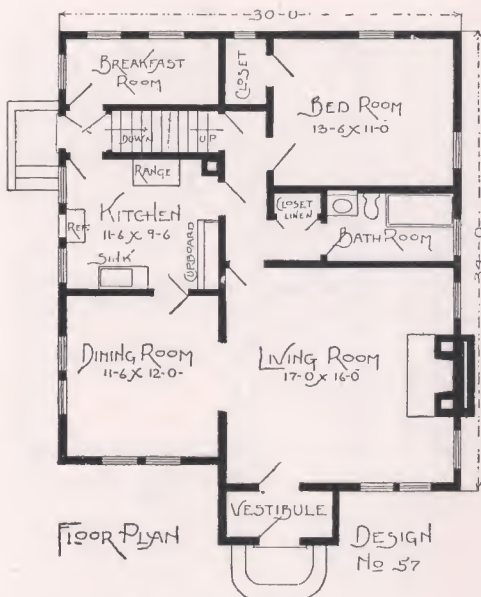 30-0
BREAKFAST
ROOM
CLOSET
BED ROOM
13-6 X 11-0
DOWN
UP
RANGE
KITCHEN
11-6 X 9-6
REF.
SINK
CUPBOARD
CLOSET
LINEN
BATH ROOM
34-0
DINING ROOM
11-6 X 12-0
LIVING ROOM
17-0 X 16-0
VESTIBULE
FLOOR PLAN
DESIGN
No 57